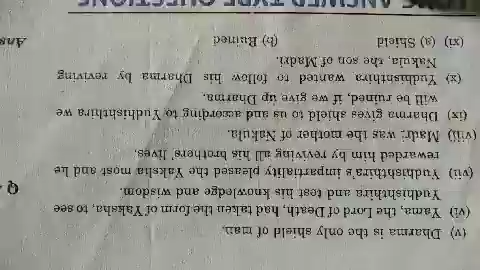 (v) Dharma is the only shield of man.
(vi) Yama, the Lord of Death, had taken the form of Yaksha, to see
Yudhishthira and test his knowledge and wisdom.
(vii) Yudhishthira's impartiality pleased the Yaksha most and he
rewarded him by reviving all his brothers' lives.
(viii) Madri was the mother of Nakula.
(ix) Dharma gives shield to us and according to Yudhishthira we
will be ruined, if we give up Dharma.
(x) Yudhishthira wanted to follow his Dharma by reviving
Nakula, the son of Madri.
(xi) (a) Shield (b) Ruined
ANSWER TYPE QUESTIONS
Q
Ans